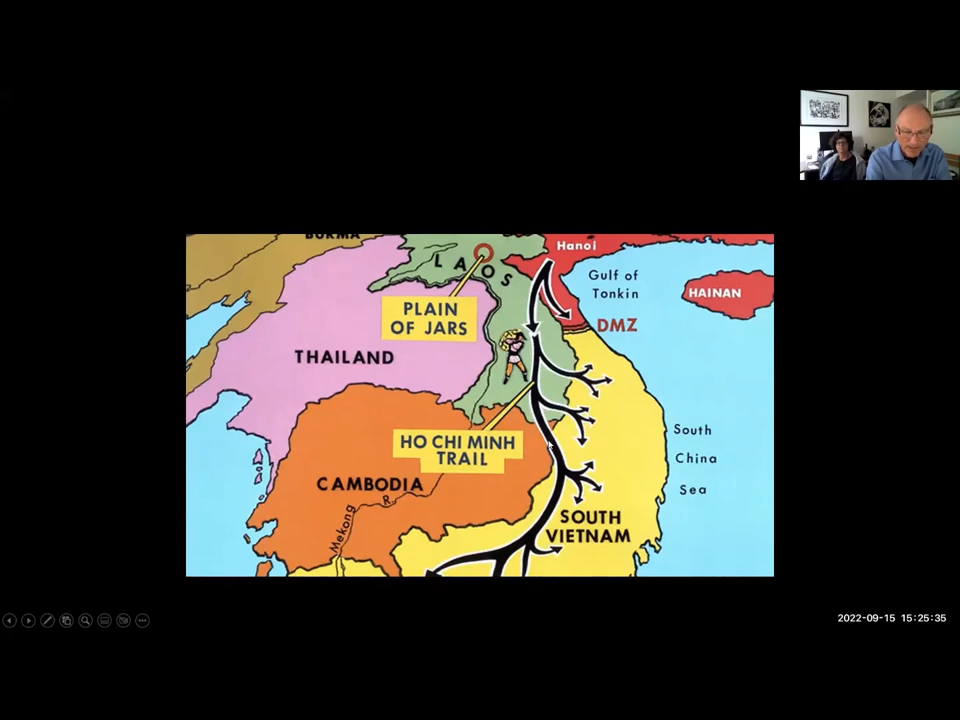 BURMA
Hanoi
LAOS
Gulf of
Tonkin
HAINAN
PLAIN
OF JARS
DMZ
THAILAND
HO CHI MINH
TRAIL
South
China
Sea
CAMBODIA
Mekong R.
SOUTH
VIETNAM
2022-09-15 15:25:35